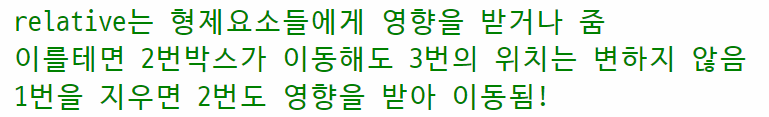 relative는 형제요소들에게 영향을 받거나 줌
이를테면 2번박스가 이동해도 3번의 위치는 변하지 않음
1번을 지우면 2번도 영향을 받아 이동됨!